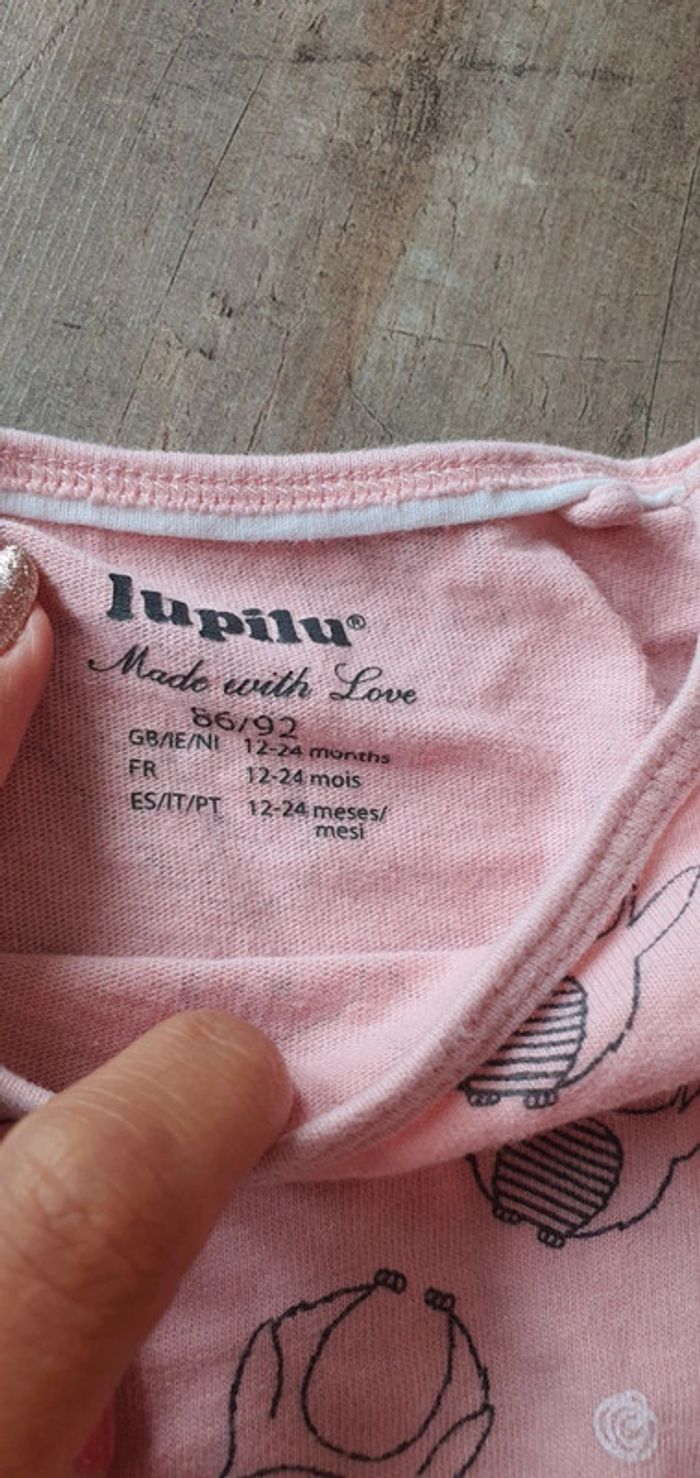 lupilu®
Made with Love
86/92
GB/IE/NI 12-24 months
FR 12-24 mois
ES/IT/PT 12-24 meses/
mesi